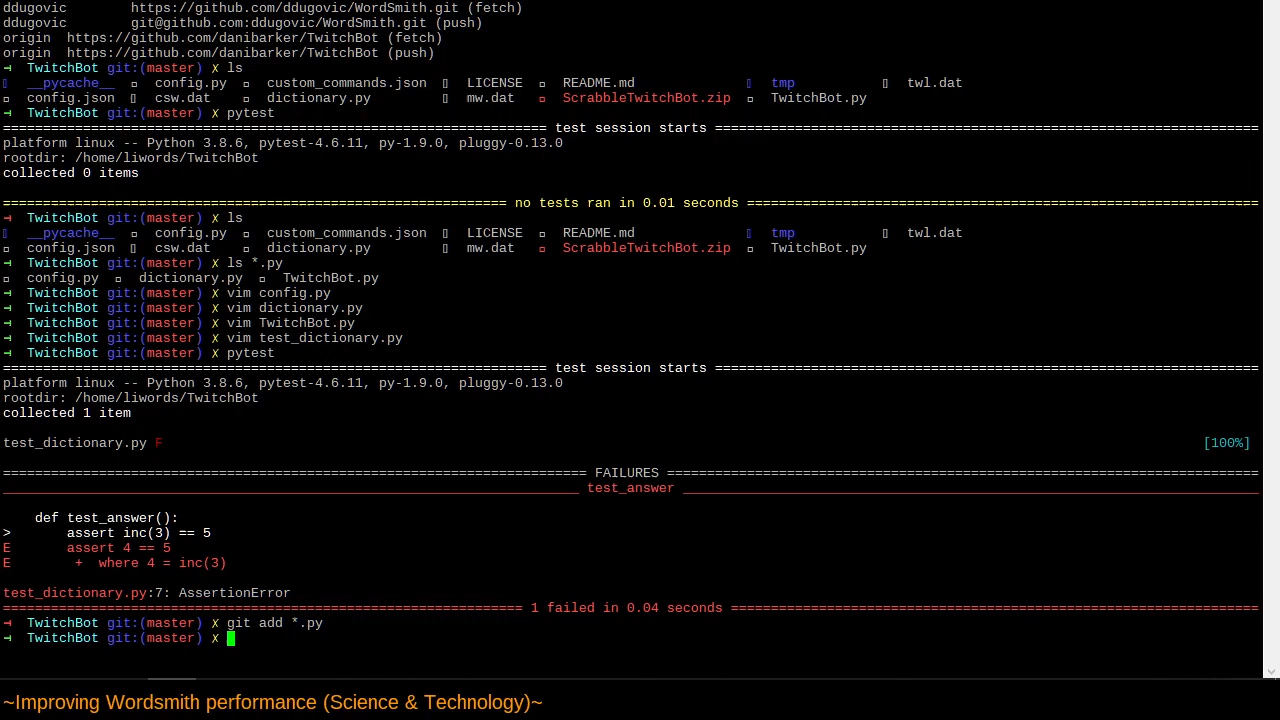 ddugovic        https://github.com/ddugovic/WordSmith.git (fetch)
ddugovic        git@github.com:ddugovic/WordSmith.git (push)
origin  https://github.com/danibarker/TwitchBot (fetch)
origin  https://github.com/danibarker/TwitchBot (push)
TwitchBot git:(master) ✗ ls
__pycache__ config.py custom_commands.json LICENSE README.md tmp twl.dat
config.json csw.dat dictionary.py mw.dat ScrabbleTwitchBot.zip TwitchBot.py
TwitchBot git:(master) ✗ pytest
=== test session starts ===
platform linux -- Python 3.8.6, pytest-4.6.11, py-1.9.0, pluggy-0.13.0
rootdir: /home/liwords/TwitchBot
collected 0 items
=== no tests ran in 0.01 seconds ===
TwitchBot git:(master) ✗ ls
__pycache__ config.py custom_commands.json LICENSE README.md tmp twl.dat
config.json csw.dat dictionary.py mw.dat ScrabbleTwitchBot.zip TwitchBot.py
TwitchBot git:(master) ✗ ls *.py
config.py dictionary.py TwitchBot.py
TwitchBot git:(master) ✗ vim config.py
TwitchBot git:(master) ✗ vim dictionary.py
TwitchBot git:(master) ✗ vim TwitchBot.py
TwitchBot git:(master) ✗ vim test_dictionary.py
TwitchBot git:(master) ✗ pytest
=== test session starts ===
platform linux -- Python 3.8.6, pytest-4.6.11, py-1.9.0, pluggy-0.13.0
rootdir: /home/liwords/TwitchBot
collected 1 item
test_dictionary.py F [100%]
=== FAILURES ===
___ test_answer ___
    def test_answer():
>       assert inc(3) == 5
E       assert 4 == 5
E        +  where 4 = inc(3)
test_dictionary.py:7: AssertionError
=== 1 failed in 0.04 seconds ===
TwitchBot git:(master) ✗ git add *.py
TwitchBot git:(master) ✗
~Improving Wordsmith performance (Science & Technology)~